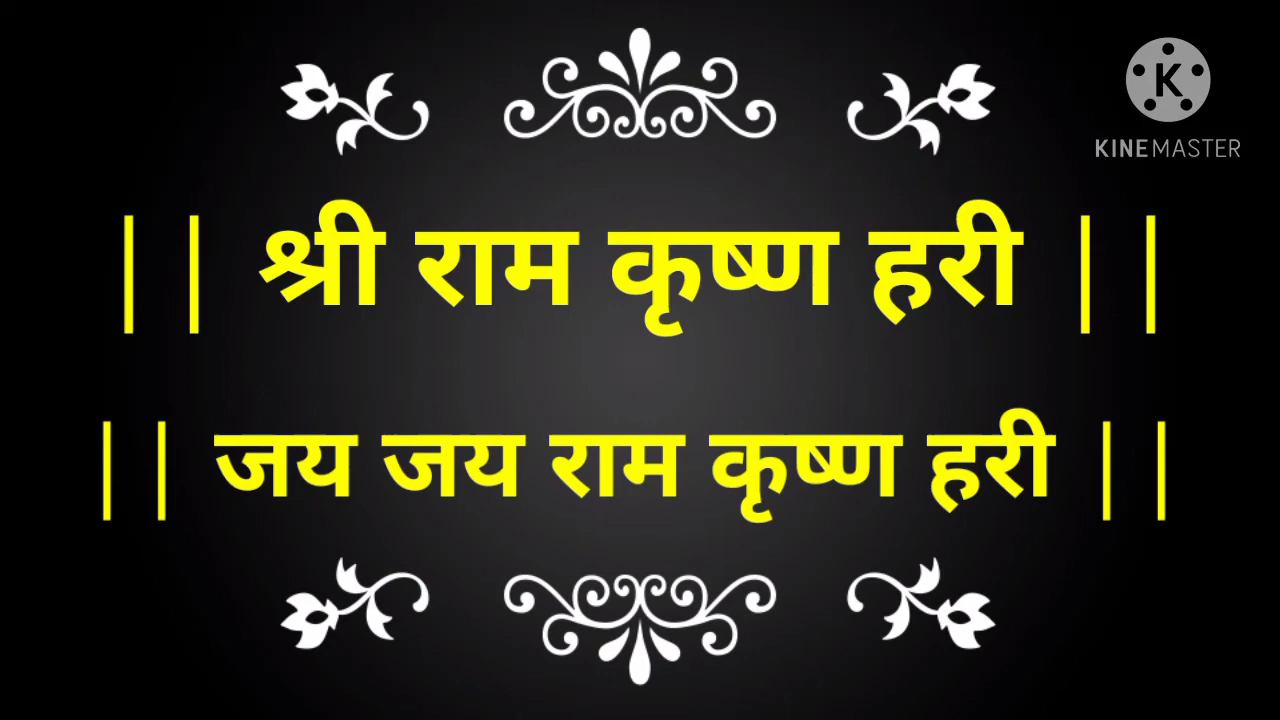 KINEMASTER
|| श्री राम कृष्ण हरी ||
|| जय जय राम कृष्ण हरी ||